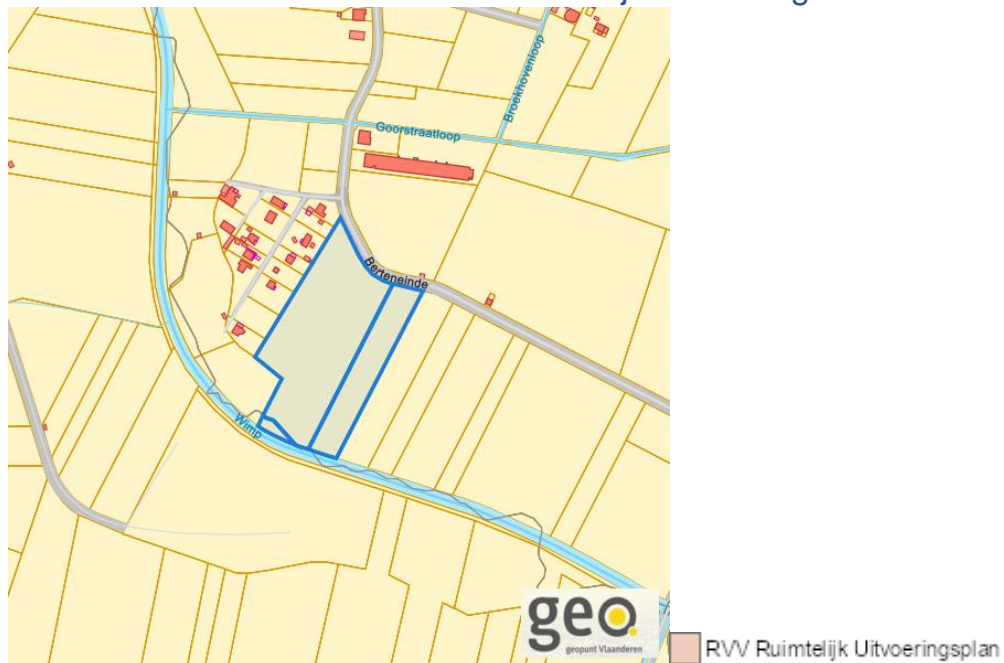 Broekhovenloop
Goorstraatloop
Berteneinde
Wimp
geo.
geopunt Vlaanderen
RVV Ruimtelijk Uitvoeringsplan